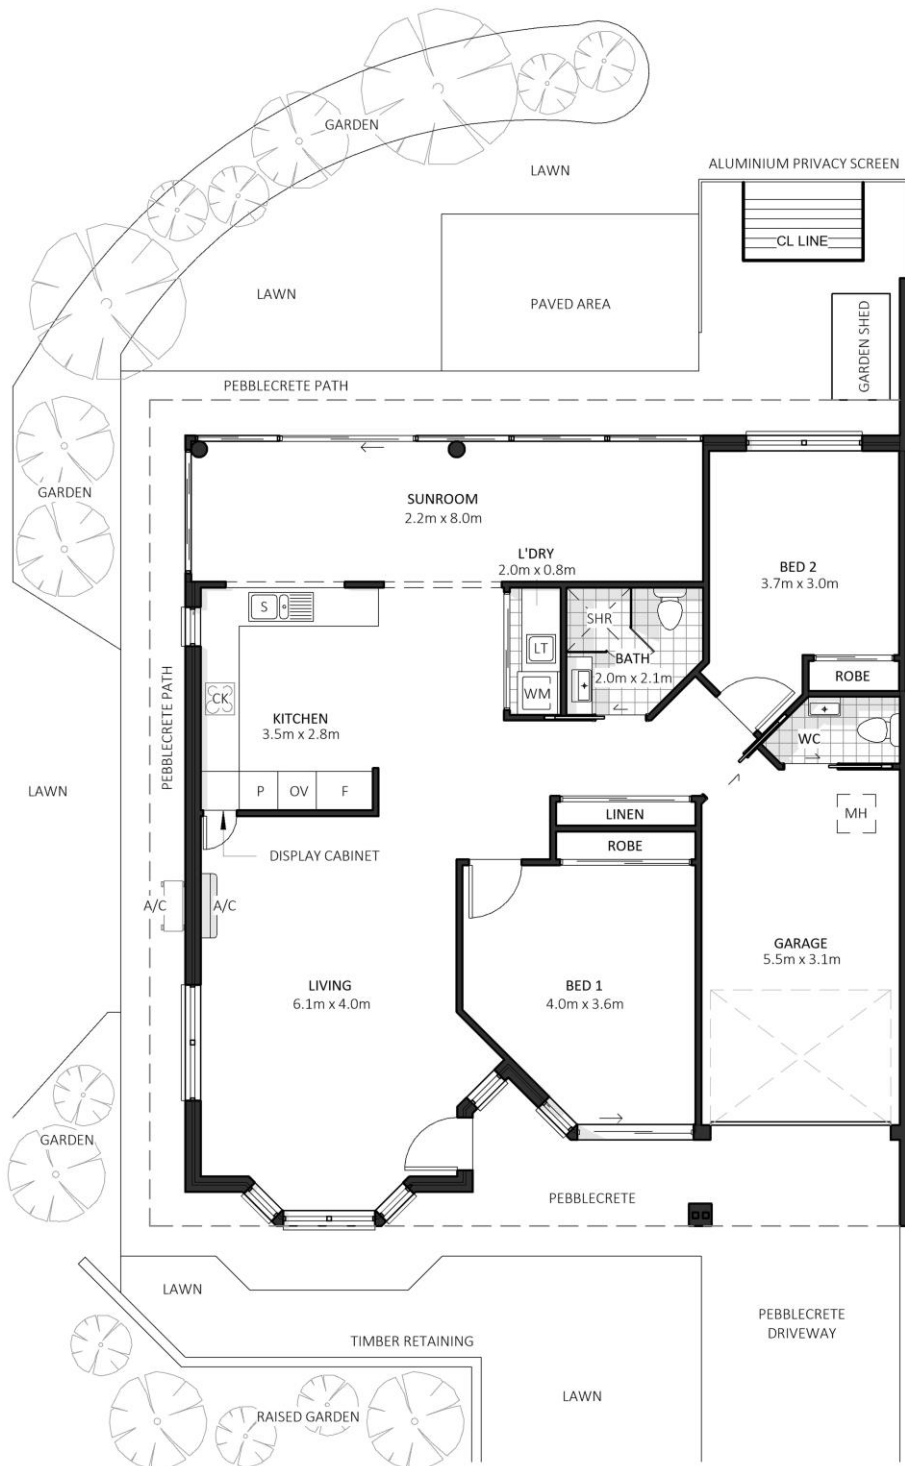 GARDEN
ALUMINIUM PRIVACY SCREEN
LAWN
CL LINE
LAWN
PAVED AREA
GARDEN SHED
PEBBLECRETE PATH
GARDEN
SUNROOM
2.2m x 8.0m
L'DRY
2.0m x 0.8m
BED 2
3.7m x 3.0m
S
SHR
LT
BATH
2.0m x 2.1m
ROBE
CK
WM
KITCHEN
3.5m x 2.8m
WC
PEBBLECRETE PATH
LAWN
P
OV
F
LINEN
MH
ROBE
DISPLAY CABINET
A/C
A/C
GARAGE
5.5m x 3.1m
LIVING
6.1m x 4.0m
BED 1
4.0m x 3.6m
GARDEN
PEBBLECRETE
LAWN
PEBBLECRETE
DRIVEWAY
TIMBER RETAINING
LAWN
RAISED GARDEN